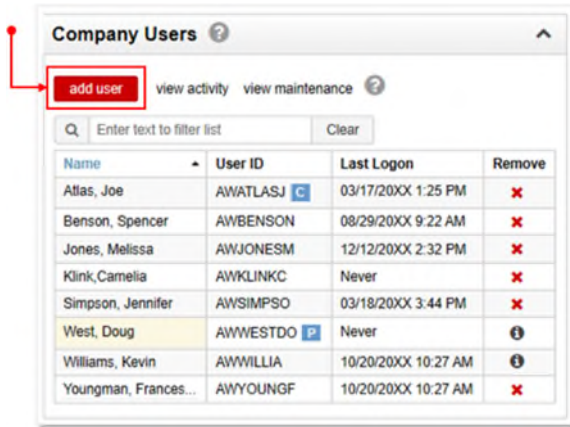 Company Users ?
add user view activity view maintenance ?
Enter text to filter list Clear
Name User ID Last Logon Remove
Atlas, Joe AWATLASJ C 03/17/20XX 1:25 PM
Benson, Spencer AWBENSON 08/29/20XX 9:22 AM
Jones, Melissa AWJONESM 12/12/20XX 2:32 PM
Klink,Camelia AWKLINKC Never
Simpson, Jennifer AWSIMPSO 03/18/20XX 3:44 PM
West, Doug AWWESTDO P Never
Williams, Kevin AWWILLIA 10/20/20XX 10:27 AM
Youngman, Frances... AWYOUNGF 10/20/20XX 10:27 AM